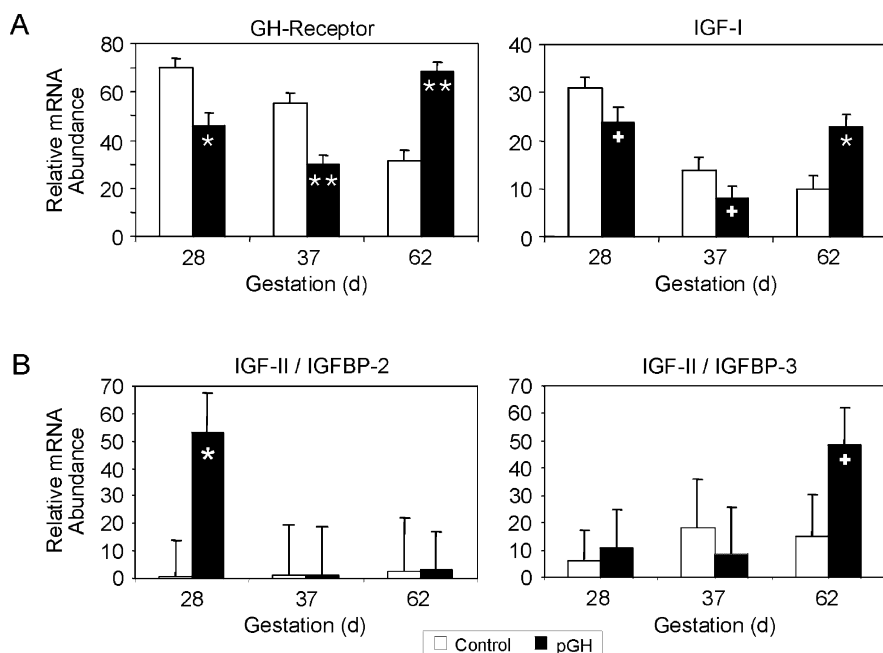 A
GH-Receptor
IGF-I
Relative mRNA
Abundance
80
60
40
20
0
*
**
**
28
37
62
Gestation (d)
40
30
20
10
0
+
+
*
28
37
62
Gestation (d)
B
IGF-II / IGFBP-2
IGF-II / IGFBP-3
Relative mRNA
Abundance
70
60
50
40
30
20
10
0
*
28
37
62
Gestation (d)
70
60
50
40
30
20
10
0
+
28
37
62
Gestation (d)
Control
pGH